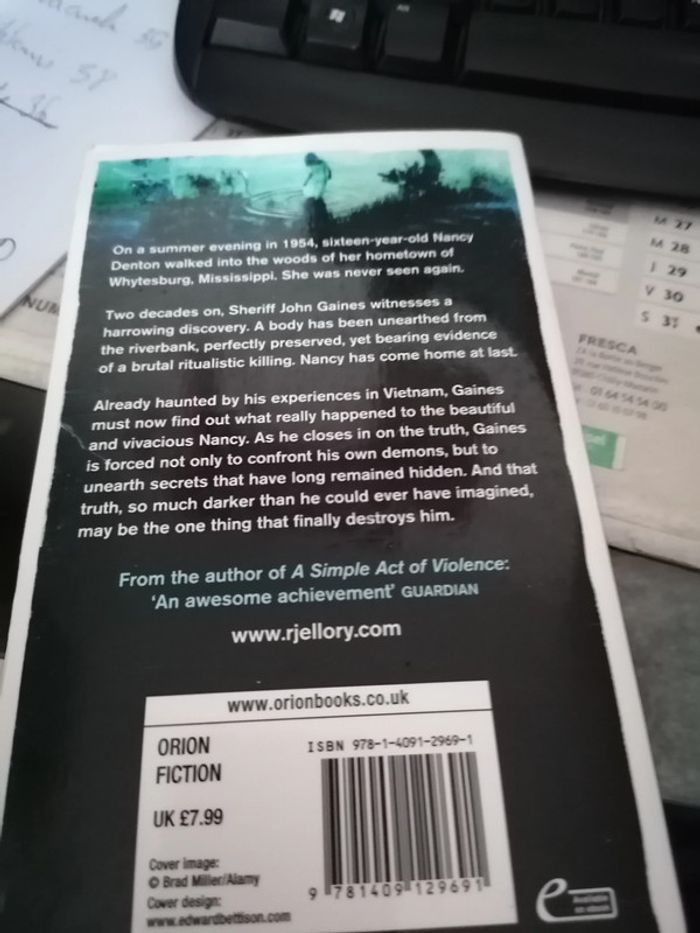 On a summer evening in 1954, sixteen-year-old Nancy
Denton walked into the woods of her hometown of
Whytesburg, Mississippi. She was never seen again.
Two decades on, Sheriff John Gaines witnesses a
harrowing discovery. A body has been unearthed from
the riverbank, perfectly preserved, yet bearing evidence
of a brutal ritualistic killing. Nancy has come home at last.
Already haunted by his experiences in Vietnam, Gaines
must now find out what really happened to the beautiful
and vivacious Nancy. As he closes in on the truth, Gaines
is forced not only to confront his own demons, but to
unearth secrets that have long remained hidden. And that
truth, so much darker than he could ever have imagined,
may be the one thing that finally destroys him.
From the author of A Simple Act of Violence:
'An awesome achievement' GUARDIAN
www.rjellory.com
www.orionbooks.co.uk
ORION
FICTION
UK £7.99
Cover image:
© Brad Miller/Alamy
Cover design:
www.edwardbettison.com
ISBN 978-1-4091-2969-1
9 781409 129691
e
Available
as ebook
NUM
M 27
M 28
J 29
V 30
S 31
FRESCA